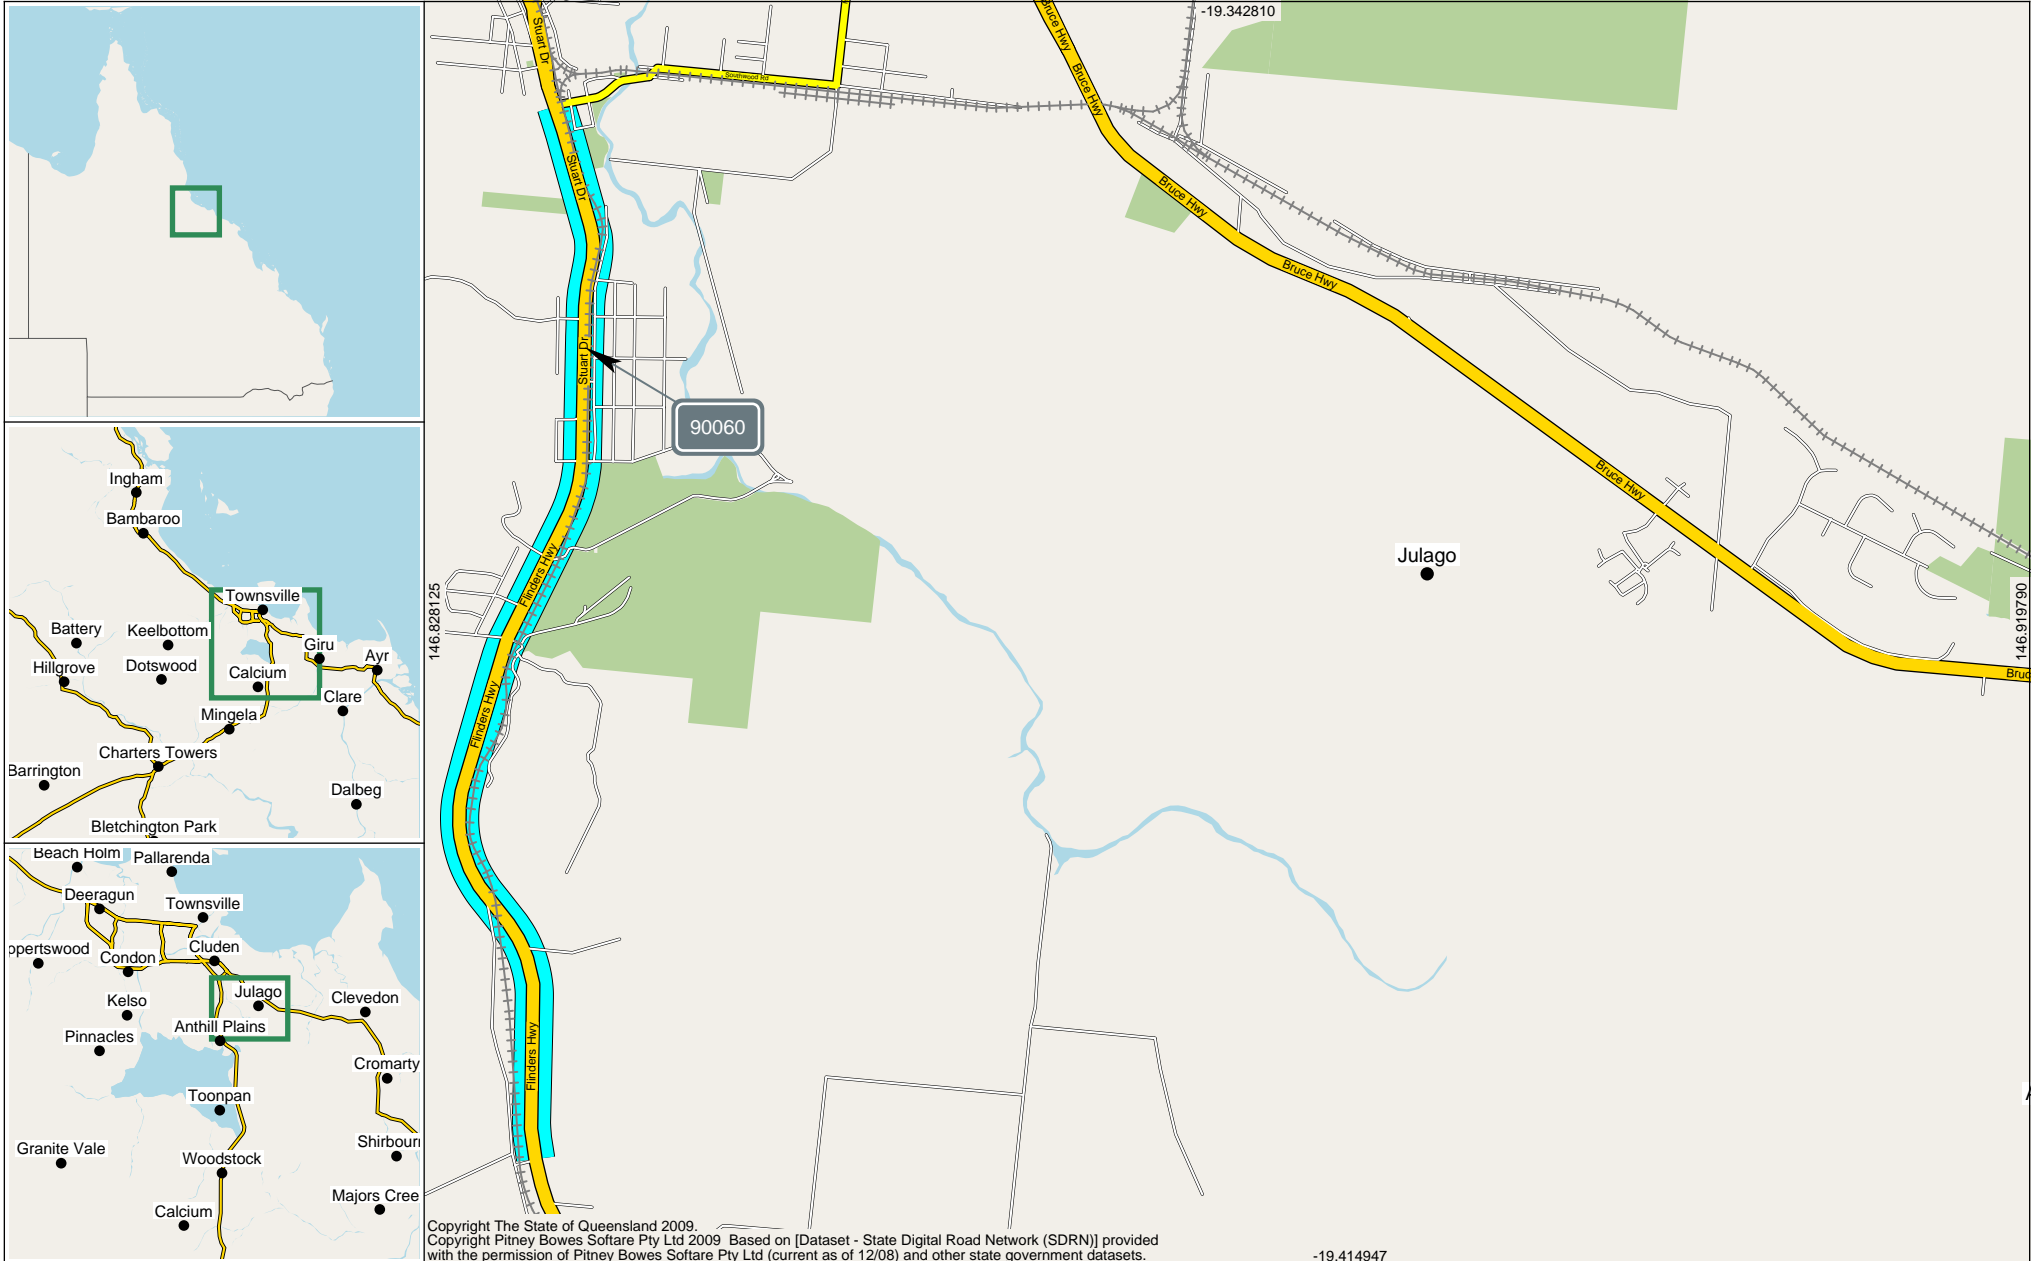 Ingham
Bambaroo
Townsville
Battery
Keelbottom
Giru
Ayr
Hillgrove
Dotswood
Calcium
Clare
Mingela
Charters Towers
Barrington
Dalbeg
Bletchington Park
Beach Holm
Pallarenda
Deeragun
Townsville
ppertswood
Cluden
Condon
Julago
Clevedon
Kelso
Anthill Plains
Pinnacles
Cromarty
Toonpan
Granite Vale
Shirbourn
Woodstock
Majors Cree
Calcium
-19.342810
Stuart Dr
Bruce Hwy
Bruce Hwy
Southwood Rd
Stuart Dr
Bruce Hwy
Bruce Hwy
Stuart Dr
90060
Bruce Hwy
Julago
Flinders Hwy
146.828125
146.919790
Bruc
Flinders Hwy
Flinders Hwy
Copyright The State of Queensland 2009.
Copyright Pitney Bowes Softare Pty Ltd 2009 Based on [Dataset - State Digital Road Network (SDRN)] provided
with the permission of Pitney Bowes Softare Pty Ltd (current as of 12/08) and other state government datasets.
-19.414947